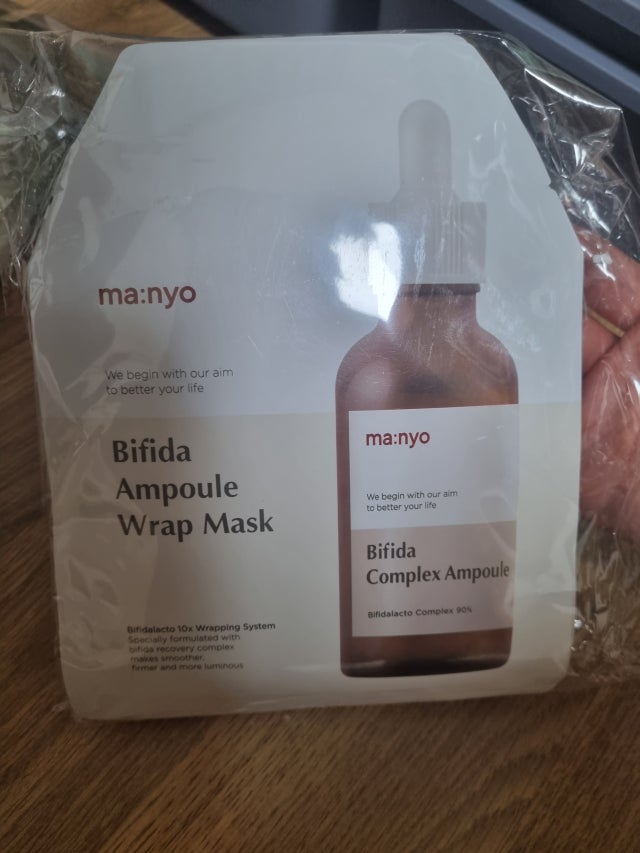 ma:nyo
We begin with our aim
to better your life
Bifida
Ampoule
Wrap Mask
Bifidalacto 10x Wrapping System
Specially formulated with
bifida recovery complex
makes smoother,
firmer and more luminous
ma:nyo
We begin with our aim
to better your life
Bifida
Complex Ampoule
Bifidalacto Complex 90%